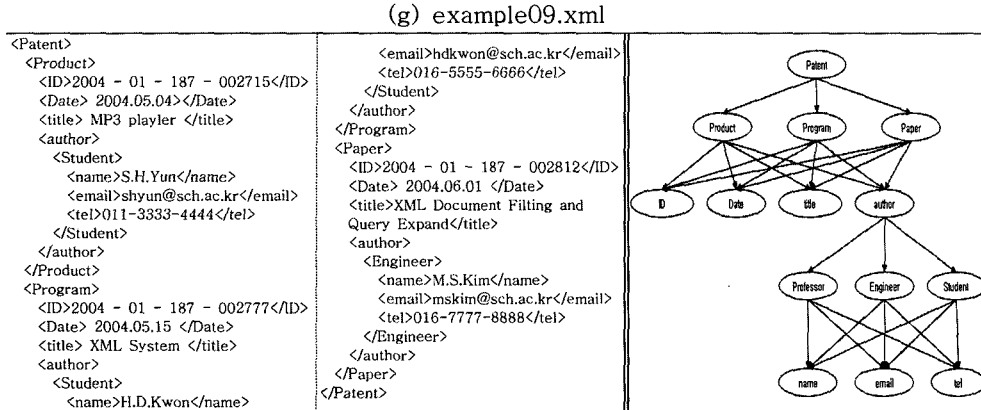 (g) example09.xml
<Patent>
<Product>
<ID>2004 - 01 - 187 - 002715</ID>
<Date> 2004.05.04></Date>
<title> MP3 playler </title>
<author>
<Student>
<name>S.H.Yun</name>
<email>shyun@sch.ac.kr</email>
<tel>011-3333-4444</tel>
</Student>
</author>
</Product>
<Program>
<ID>2004 - 01 - 187 - 002777</ID>
<Date> 2004.05.15 </Date>
<title> XML System </title>
<author>
<Student>
<name>H.D.Kwon</name>
<email>hdkwon@sch.ac.kr</email>
<tel>016-5555-6666</tel>
</Student>
</author>
</Program>
<Paper>
<ID>2004 - 01 - 187 - 002812</ID>
<Date> 2004.06.01 </Date>
<title>XML Document Filting and
Query Expand</title>
<author>
<Engineer>
<name>M.S.Kim</name>
<email>mskim@sch.ac.kr</email>
<tel>016-7777-8888</tel>
</Engineer>
</author>
</Paper>
</Patent>
Patent
Product Program Paper
ID Date title author
Professor Engineer Student
name email tel